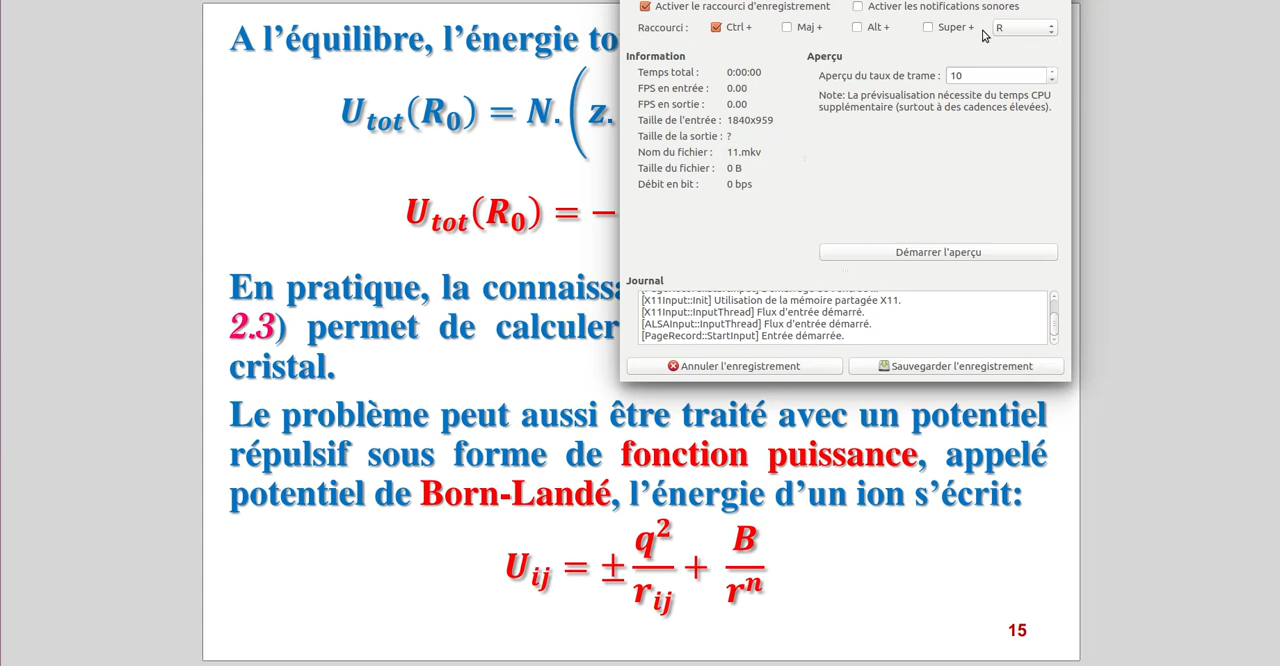 A l'équilibre, l'énergie to
U_tot(R_0) = N.(z.
U_tot(R_0) = −
En pratique, la connaiss
2.3) permet de calculer
cristal.
Le problème peut aussi être traité avec un potentiel
répulsif sous forme de fonction puissance, appelé
potentiel de Born-Landé, l'énergie d'un ion s'écrit:
U_ij = ± q^2/r_ij + B/r^n
15
Activer le raccourci d'enregistrement
Activer les notifications sonores
Raccourci : Ctrl + Maj + Alt + Super + R
Information
Temps total : 0:00:00
FPS en entrée : 0.00
FPS en sortie : 0.00
Taille de l'entrée : 1840x959
Taille de la sortie : ?
Nom du fichier : 11.mkv
Taille du fichier : 0 B
Débit en bit : 0 bps
Aperçu
Aperçu du taux de trame : 10
Note: La prévisualisation nécessite du temps CPU
supplémentaire (surtout à des cadences élevées).
Démarrer l'aperçu
Journal
[X11Input::Init] Utilisation de la mémoire partagée X11.
[X11Input::InputThread] Flux d'entrée démarré.
[ALSAInput::InputThread] Flux d'entrée démarré.
[PageRecord::StartInput] Entrée démarrée.
Annuler l'enregistrement
Sauvegarder l'enregistrement